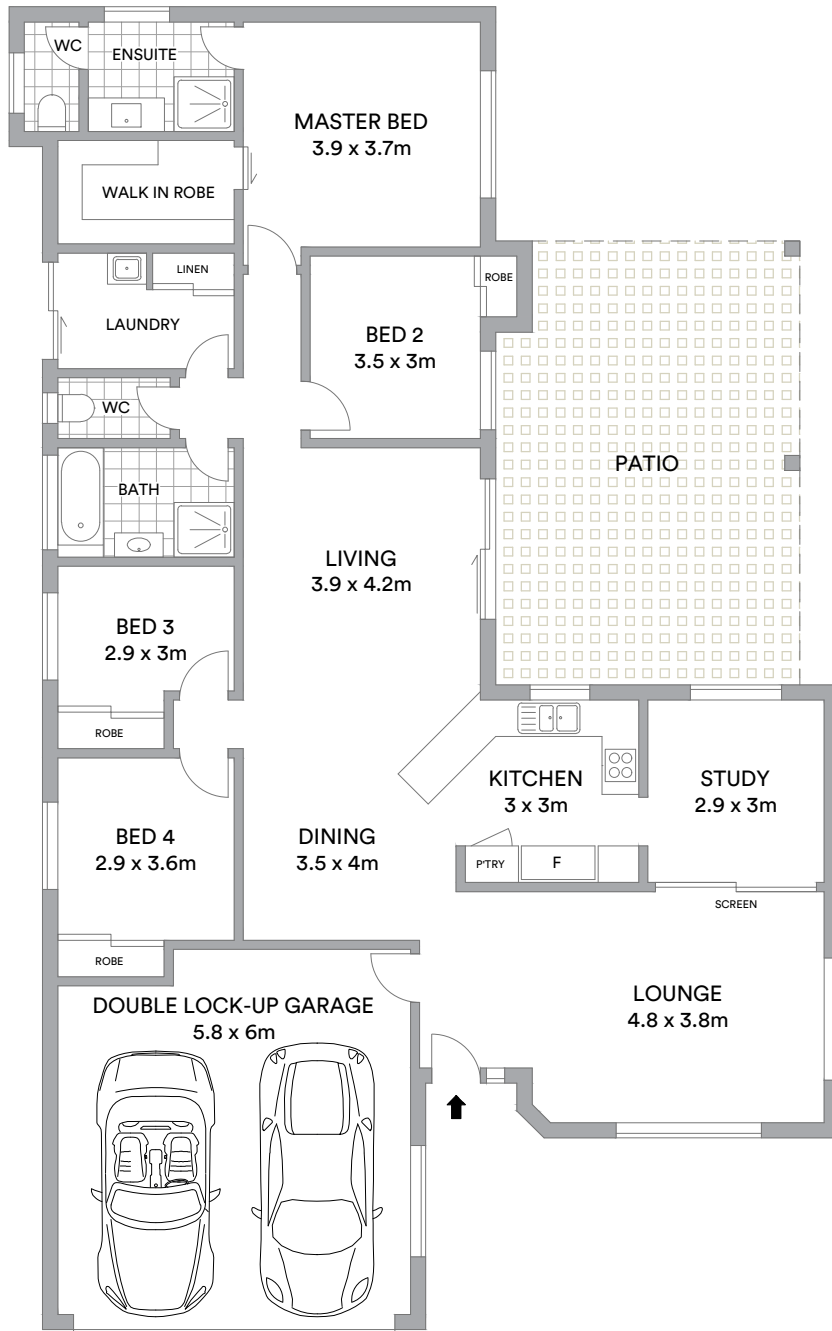 WC
ENSUITE
MASTER BED
3.9 x 3.7m
WALK IN ROBE
LINEN
ROBE
LAUNDRY
BED 2
3.5 x 3m
WC
PATIO
BATH
LIVING
3.9 x 4.2m
BED 3
2.9 x 3m
ROBE
KITCHEN
3 x 3m
STUDY
2.9 x 3m
BED 4
2.9 x 3.6m
DINING
3.5 x 4m
P'TRY
F
SCREEN
ROBE
LOUNGE
4.8 x 3.8m
DOUBLE LOCK-UP GARAGE
5.8 x 6m